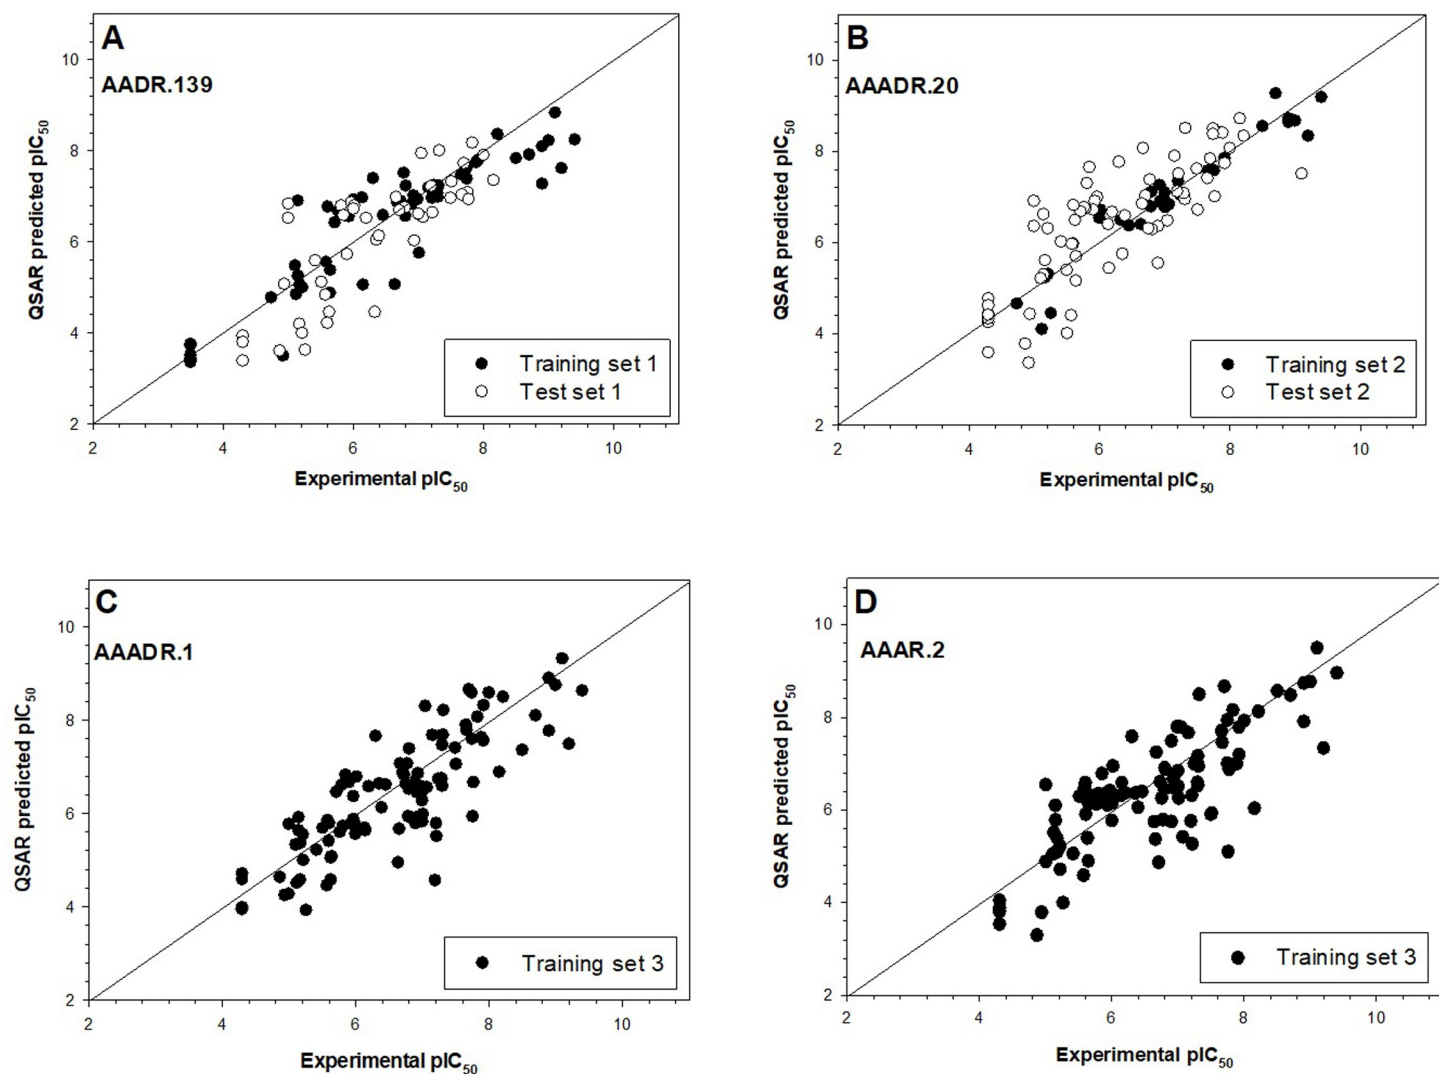 A
AADR.139
QSAR predicted pIC50
10
8
6
4
2
2 4 6 8 10
Experimental pIC50
Training set 1
Test set 1
B
AAADR.20
QSAR predicted pIC50
10
8
6
4
2
2 4 6 8 10
Experimental pIC50
Training set 2
Test set 2
C
AAADR.1
QSAR predicted pIC50
10
8
6
4
2
2 4 6 8 10
Experimental pIC50
Training set 3
D
AAAR.2
QSAR predicted pIC50
10
8
6
4
2
2 4 6 8 10
Experimental pIC50
Training set 3